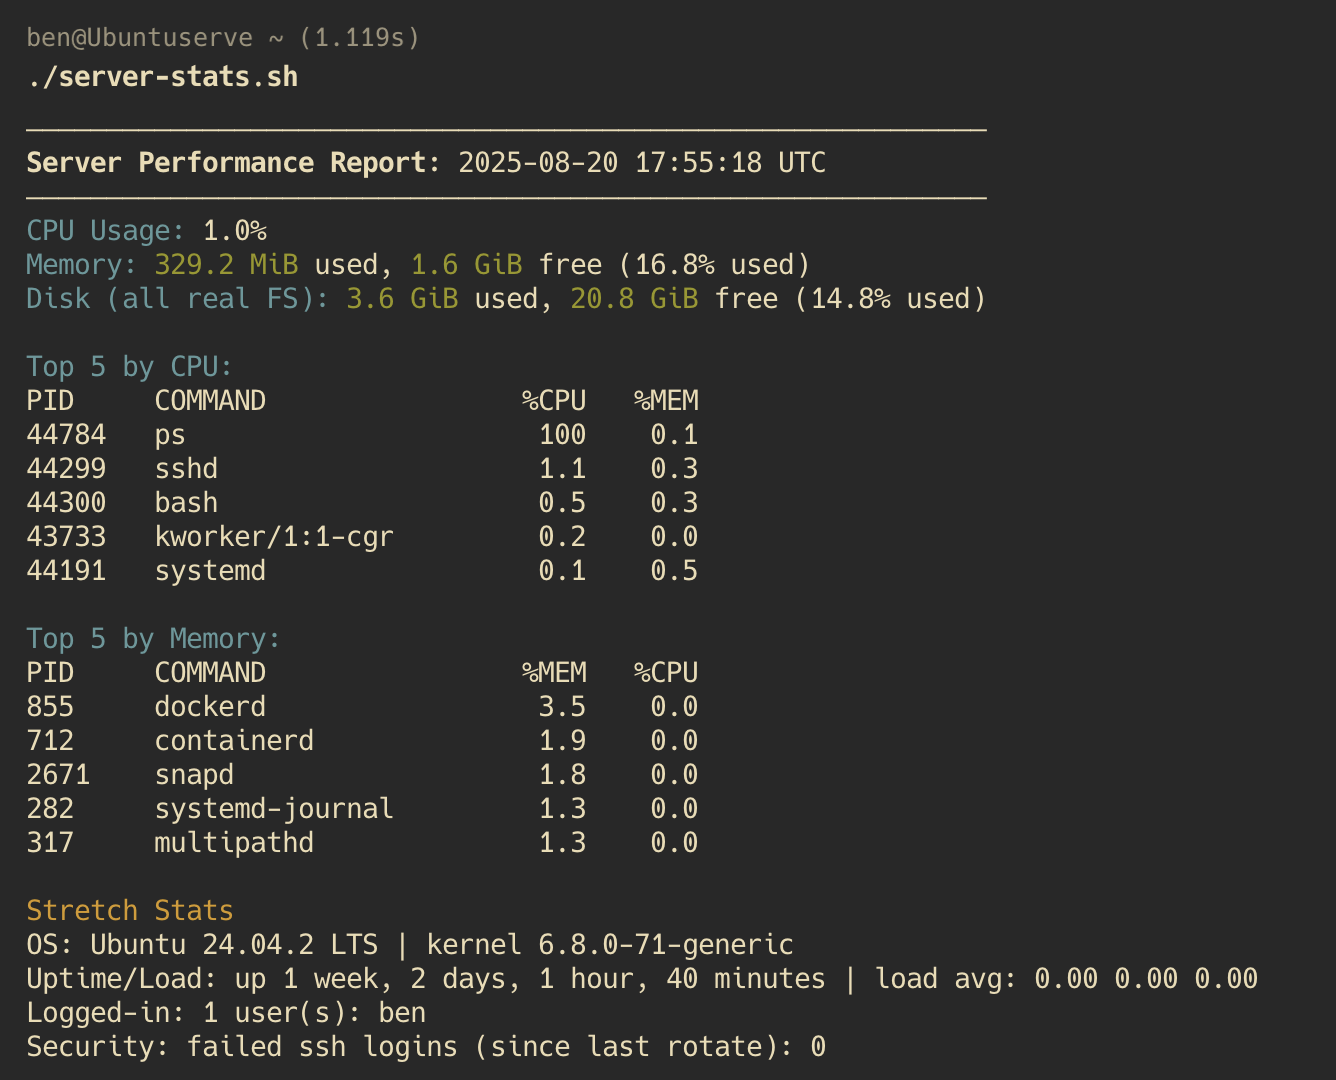 ben@Ubuntuserve ~ (1.119s)
./server-stats.sh
Server Performance Report: 2025-08-20 17:55:18 UTC
CPU Usage: 1.0%
Memory: 329.2 MiB used, 1.6 GiB free (16.8% used)
Disk (all real FS): 3.6 GiB used, 20.8 GiB free (14.8% used)
Top 5 by CPU:
PID     COMMAND                %CPU   %MEM
44784   ps                      100    0.1
44299   sshd                    1.1    0.3
44300   bash                    0.5    0.3
43733   kworker/1:1-cgr         0.2    0.0
44191   systemd                 0.1    0.5
Top 5 by Memory:
PID     COMMAND                %MEM   %CPU
855     dockerd                 3.5    0.0
712     containerd              1.9    0.0
2671    snapd                   1.8    0.0
282     systemd-journal         1.3    0.0
317     multipathd              1.3    0.0
Stretch Stats
OS: Ubuntu 24.04.2 LTS | kernel 6.8.0-71-generic
Uptime/Load: up 1 week, 2 days, 1 hour, 40 minutes | load avg: 0.00 0.00 0.00
Logged-in: 1 user(s): ben
Security: failed ssh logins (since last rotate): 0